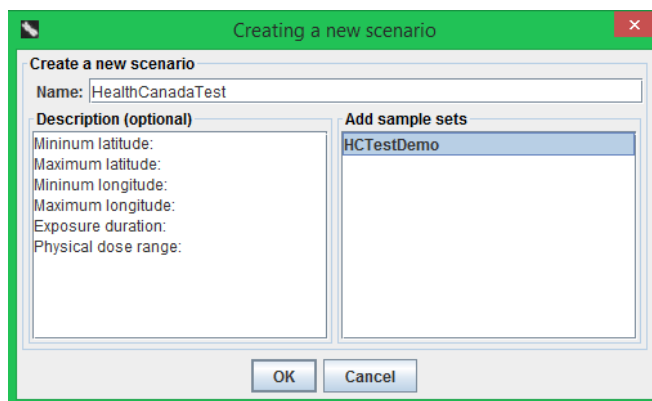 Creating a new scenario
Create a new scenario
Name: HealthCanadaTest
Description (optional)
Mininum latitude:
Maximum latitude:
Mininum longitude:
Maximum longitude:
Exposure duration:
Physical dose range:
Add sample sets
HCTestDemo
OK
Cancel